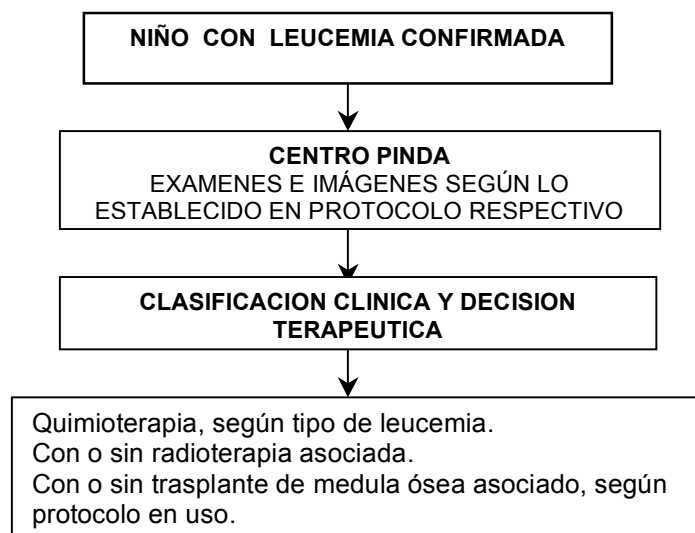 NIÑO CON LEUCEMIA CONFIRMADA
CENTRO PINDA
EXAMENES E IMÁGENES SEGÚN LO
ESTABLECIDO EN PROTOCOLO RESPECTIVO
CLASIFICACION CLINICA Y DECISION
TERAPEUTICA
Quimioterapia, según tipo de leucemia.
Con o sin radioterapia asociada.
Con o sin trasplante de medula ósea asociado, según
protocolo en uso.